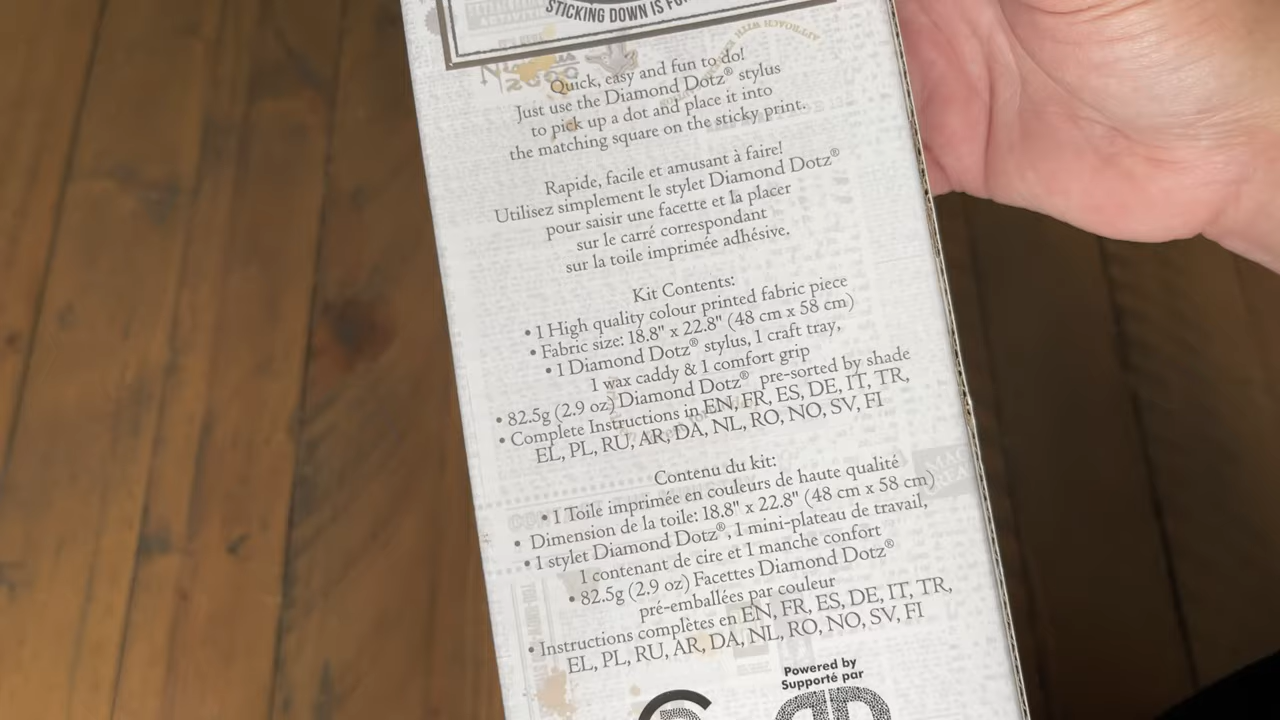 STICKING DOWN IS
Quick, easy and fun to do!
Just use the Diamond Dotz® stylus
to pick up a dot and place it into
the matching square on the sticky print.
Rapide, facile et amusant à faire!
Utilisez simplement le stylet Diamond Dotz®
pour saisir une facette et la placer
sur le carré correspondant
sur la toile imprimée adhésive.
Kit Contents:
• 1 High quality colour printed fabric piece
• Fabric size: 18.8" x 22.8" (48 cm x 58 cm)
• 1 Diamond Dotz® stylus, 1 craft tray,
1 wax caddy & 1 comfort grip
• 82.5g (2.9 oz) Diamond Dotz® pre-sorted by shade
• Complete Instructions in EN, FR, ES, DE, IT, TR,
EL, PL, RU, AR, DA, NL, RO, NO, SV, FI
Contenu du kit:
• 1 Toile imprimée en couleurs de haute qualité
• Dimension de la toile: 18.8" x 22.8" (48 cm x 58 cm)
• 1 stylet Diamond Dotz®, 1 mini-plateau de travail,
1 contenant de cire et 1 manche confort
• 82.5g (2.9 oz) Facettes Diamond Dotz®
pré-emballées par couleur
• Instructions complètes en EN, FR, ES, DE, IT, TR,
EL, PL, RU, AR, DA, NL, RO, NO, SV, FI
Powered by
Supporté par